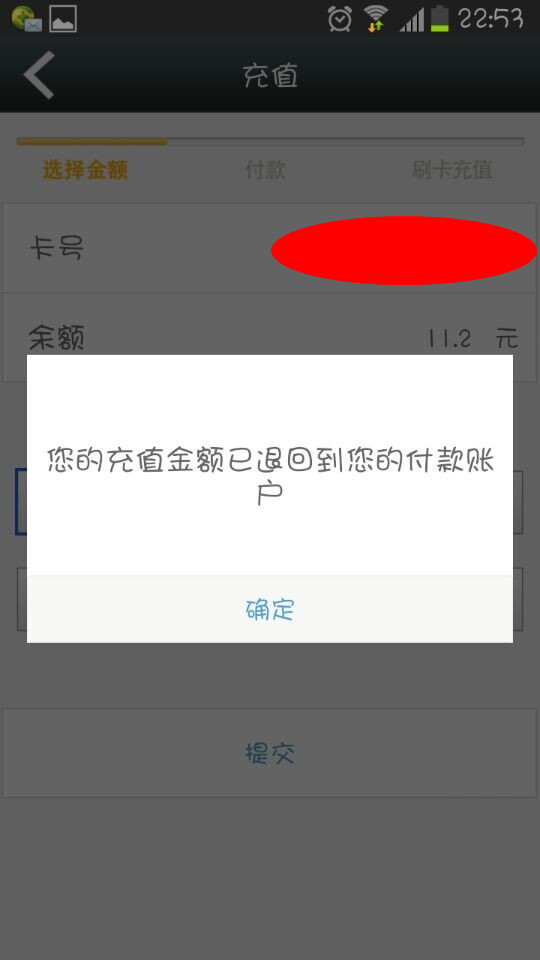 22:53
充值
选择金额 付款 刷卡充值
卡号
余额 11.2 元
您的充值金额已退回到您的付款账
户
确定
提交